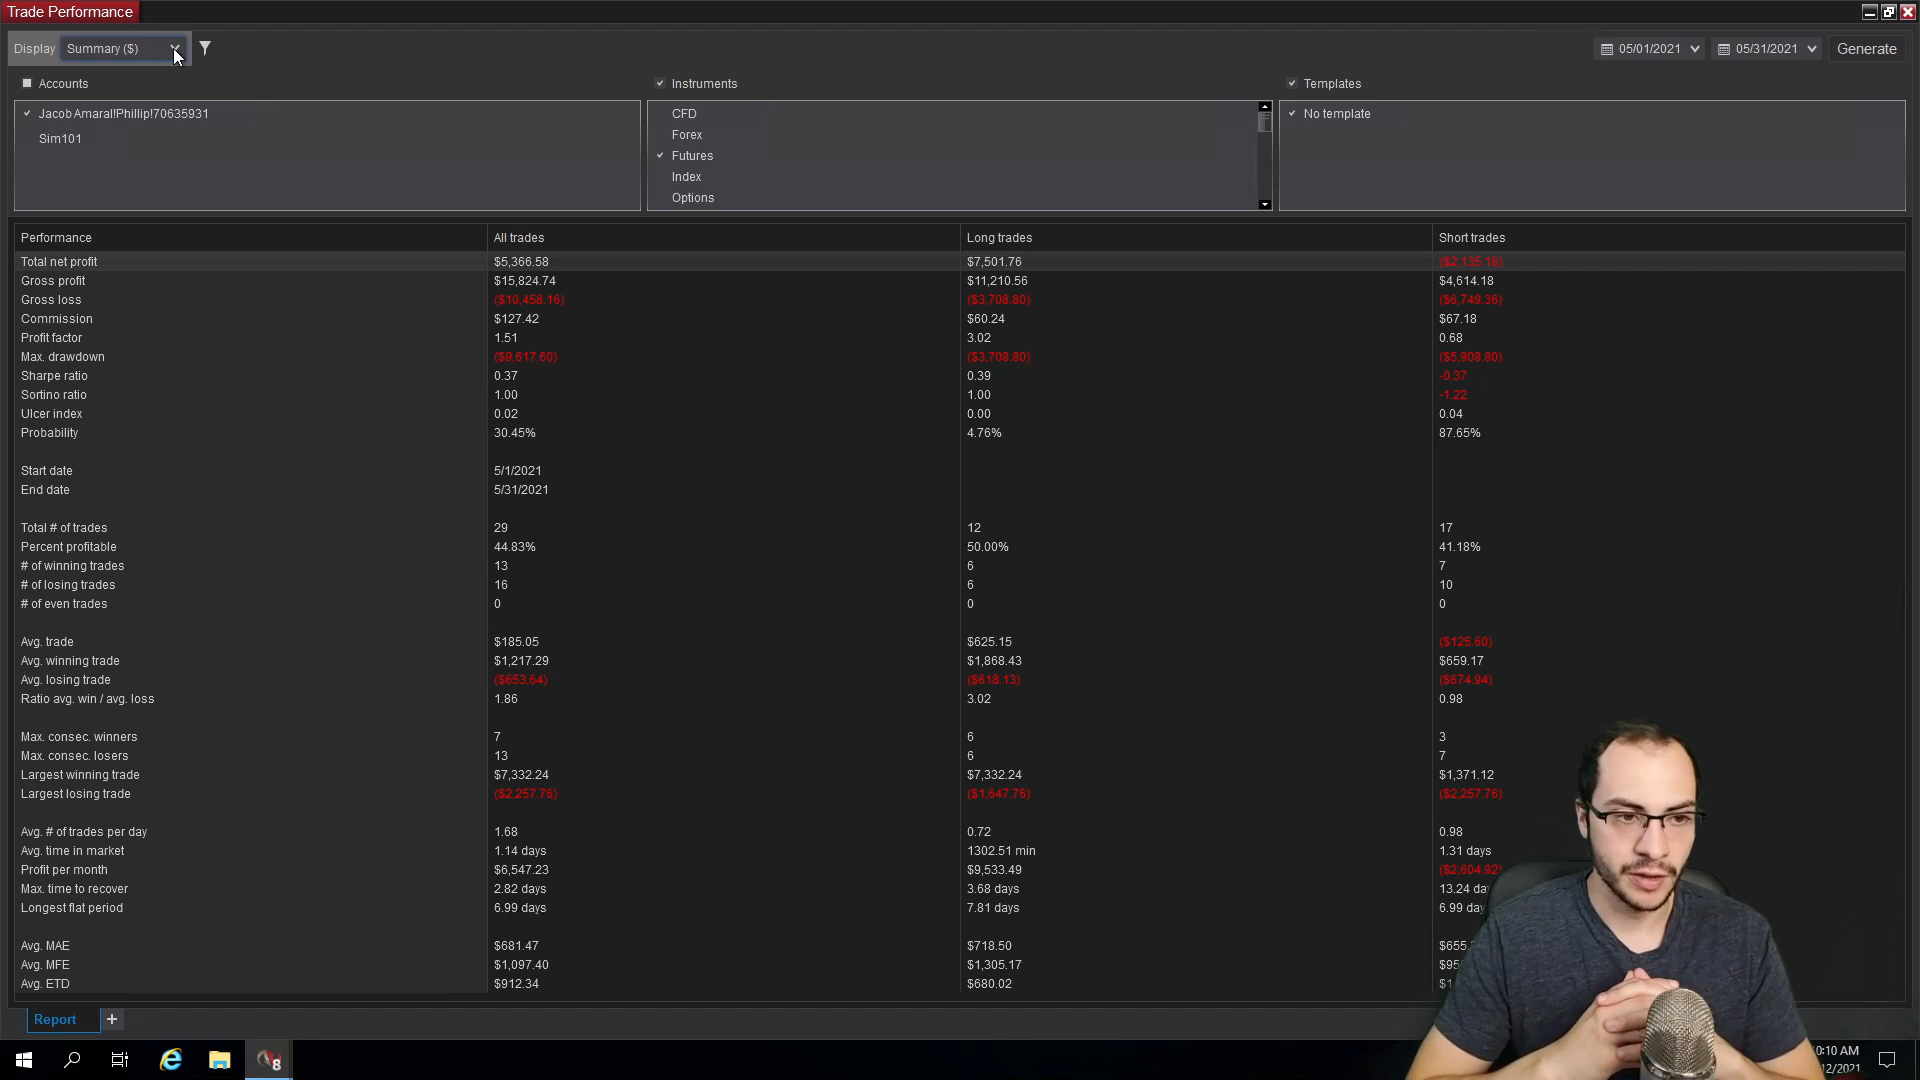 Trade Performance
Display Summary ($) 05/01/2021 05/31/2021 Generate
Accounts Instruments Templates
Jacob Amaral!Phillip!70635931 CFD No template
Forex
Sim101
Futures
Index
Options
Performance All trades Long trades Short trades
Total net profit $5,366.58 $7,501.76 ($2,135.18)
Gross profit $15,824.74 $11,210.56 $4,614.18
Gross loss ($10,458.16) ($3,708.80) ($6,749.36)
Commission $127.42 $60.24 $67.18
Profit factor 1.51 3.02 0.68
Max. drawdown ($9,617.60) ($3,708.80) ($5,908.80)
Sharpe ratio 0.37 0.39 -0.37
Sortino ratio 1.00 1.00 -1.22
Ulcer index 0.02 0.00 0.04
Probability 30.45% 4.76% 87.65%
Start date 5/1/2021
End date 5/31/2021
Total # of trades 29 12 17
Percent profitable 44.83% 50.00% 41.18%
# of winning trades 13 6 7
# of losing trades 16 6 10
# of even trades 0 0 0
Avg. trade $185.05 $625.15 ($125.60)
Avg. winning trade $1,217.29 $1,868.43 $659.17
Avg. losing trade ($653.64) ($618.13) ($674.94)
Ratio avg. win / avg. loss 1.86 3.02 0.98
Max. consec. winners 7 6 3
Max. consec. losers 13 6 7
Largest winning trade $7,332.24 $7,332.24 $1,371.12
Largest losing trade ($2,257.76) ($1,647.76) ($2,257.76)
Avg. # of trades per day 1.68 0.72 0.98
Avg. time in market 1.14 days 1302.51 min 1.31 days
Profit per month $6,547.23 $9,533.49 ($2,604.92)
Max. time to recover 2.82 days 3.68 days 13.24 da
Longest flat period 6.99 days 7.81 days 6.99 day
Avg. MAE $681.47 $718.50 $655
Avg. MFE $1,097.40 $1,305.17 $95
Avg. ETD $912.34 $680.02 $1
Report +
8 0:10 AM
12/2021